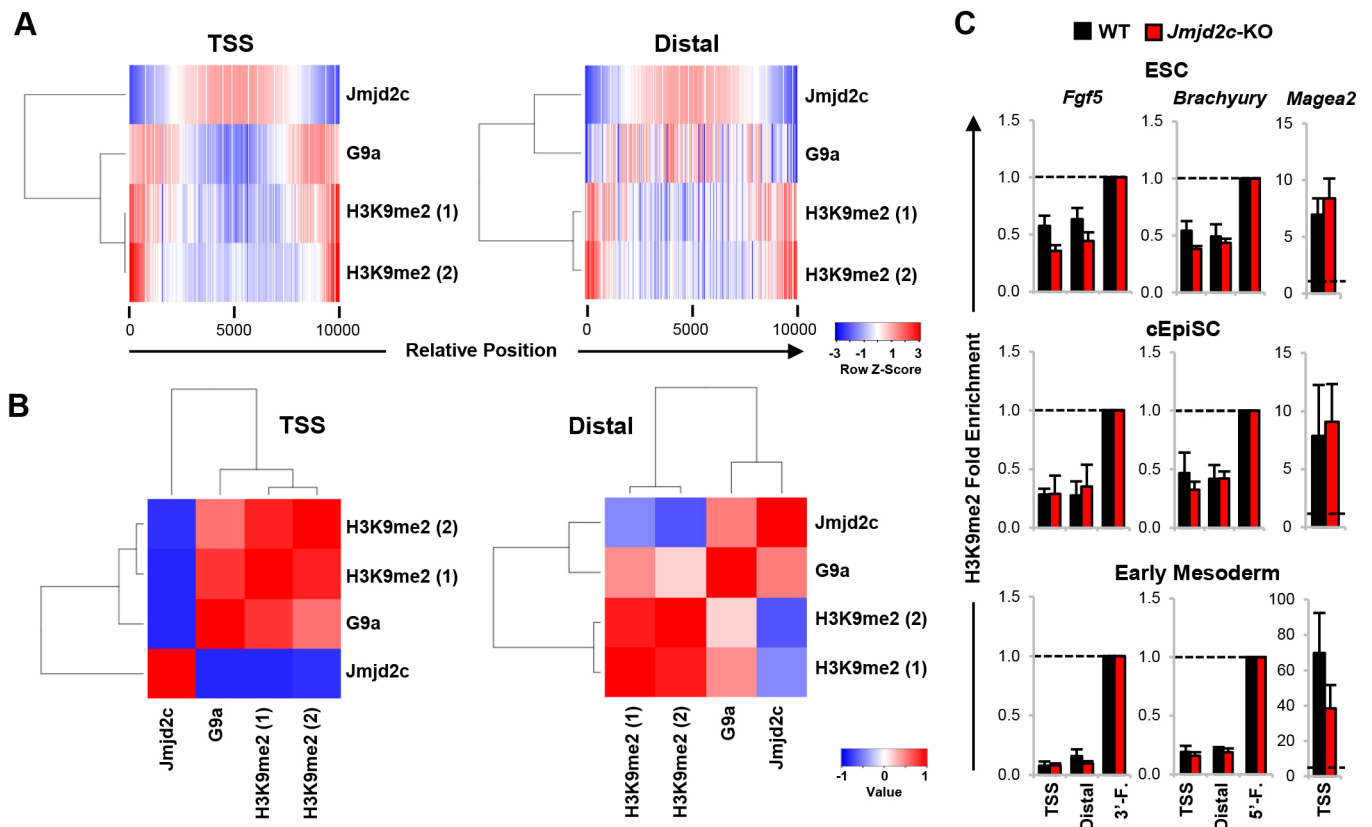 A
TSS
Distal
Jmjd2c
G9a
H3K9me2 (1)
H3K9me2 (2)
0
5000
10000
Jmjd2c
G9a
H3K9me2 (1)
H3K9me2 (2)
0
5000
10000
Relative Position
-3 -1 1 3
Row Z-Score
B
TSS
Distal
H3K9me2 (2)
H3K9me2 (1)
G9a
Jmjd2c
Jmjd2c
G9a
H3K9me2 (1)
H3K9me2 (2)
Jmjd2c
G9a
H3K9me2 (2)
H3K9me2 (1)
H3K9me2 (1)
H3K9me2 (2)
G9a
Jmjd2c
-1 0 1
Value
C
WT Jmjd2c-KO
H3K9me2 Fold Enrichment
ESC
Fgf5 Brachyury Magea2
1.5
1.0
0.5
0.0
1.5
1.0
0.5
0.0
15
10
5
0
cEpiSC
1.5
1.0
0.5
0.0
1.5
1.0
0.5
0.0
15
10
5
0
Early Mesoderm
1.5
1.0
0.5
0.0
1.5
1.0
0.5
0.0
100
80
60
40
20
0
TSS
Distal
3'-F.
TSS
Distal
5'-F.
TSS